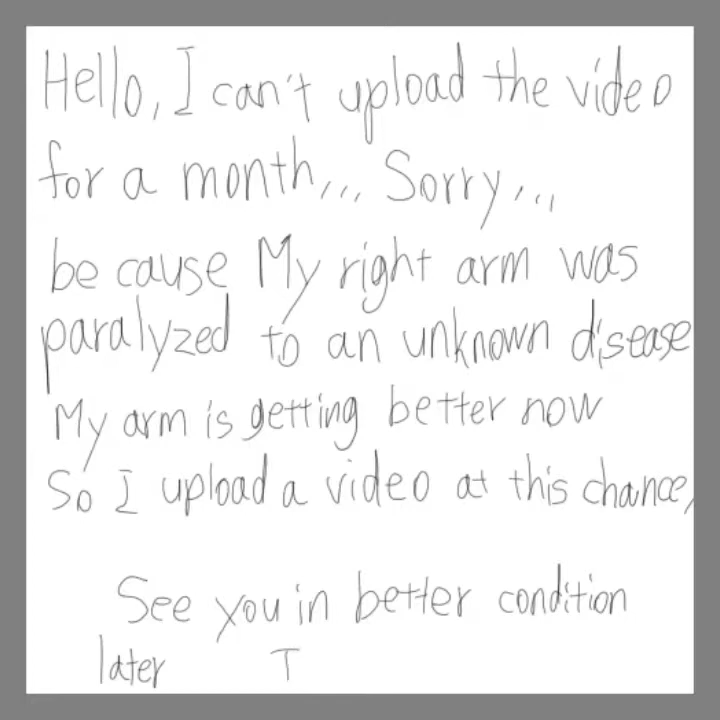 Hello, I can't upload the video
for a month,,, Sorry,,,
be cause My right arm was
paralyzed to an unknown disease
My arm is getting better now
So I upload a video at this chance,
See you in better condition
later T